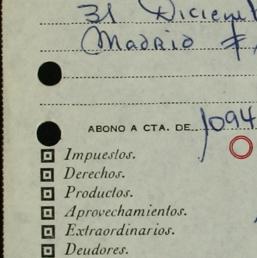 31 Diciem
Madrid
ABONO A CTA. DE 1094
Impuestos.
Derechos.
Productos.
Aprovechamientos.
Extraordinarios.
Deudores.